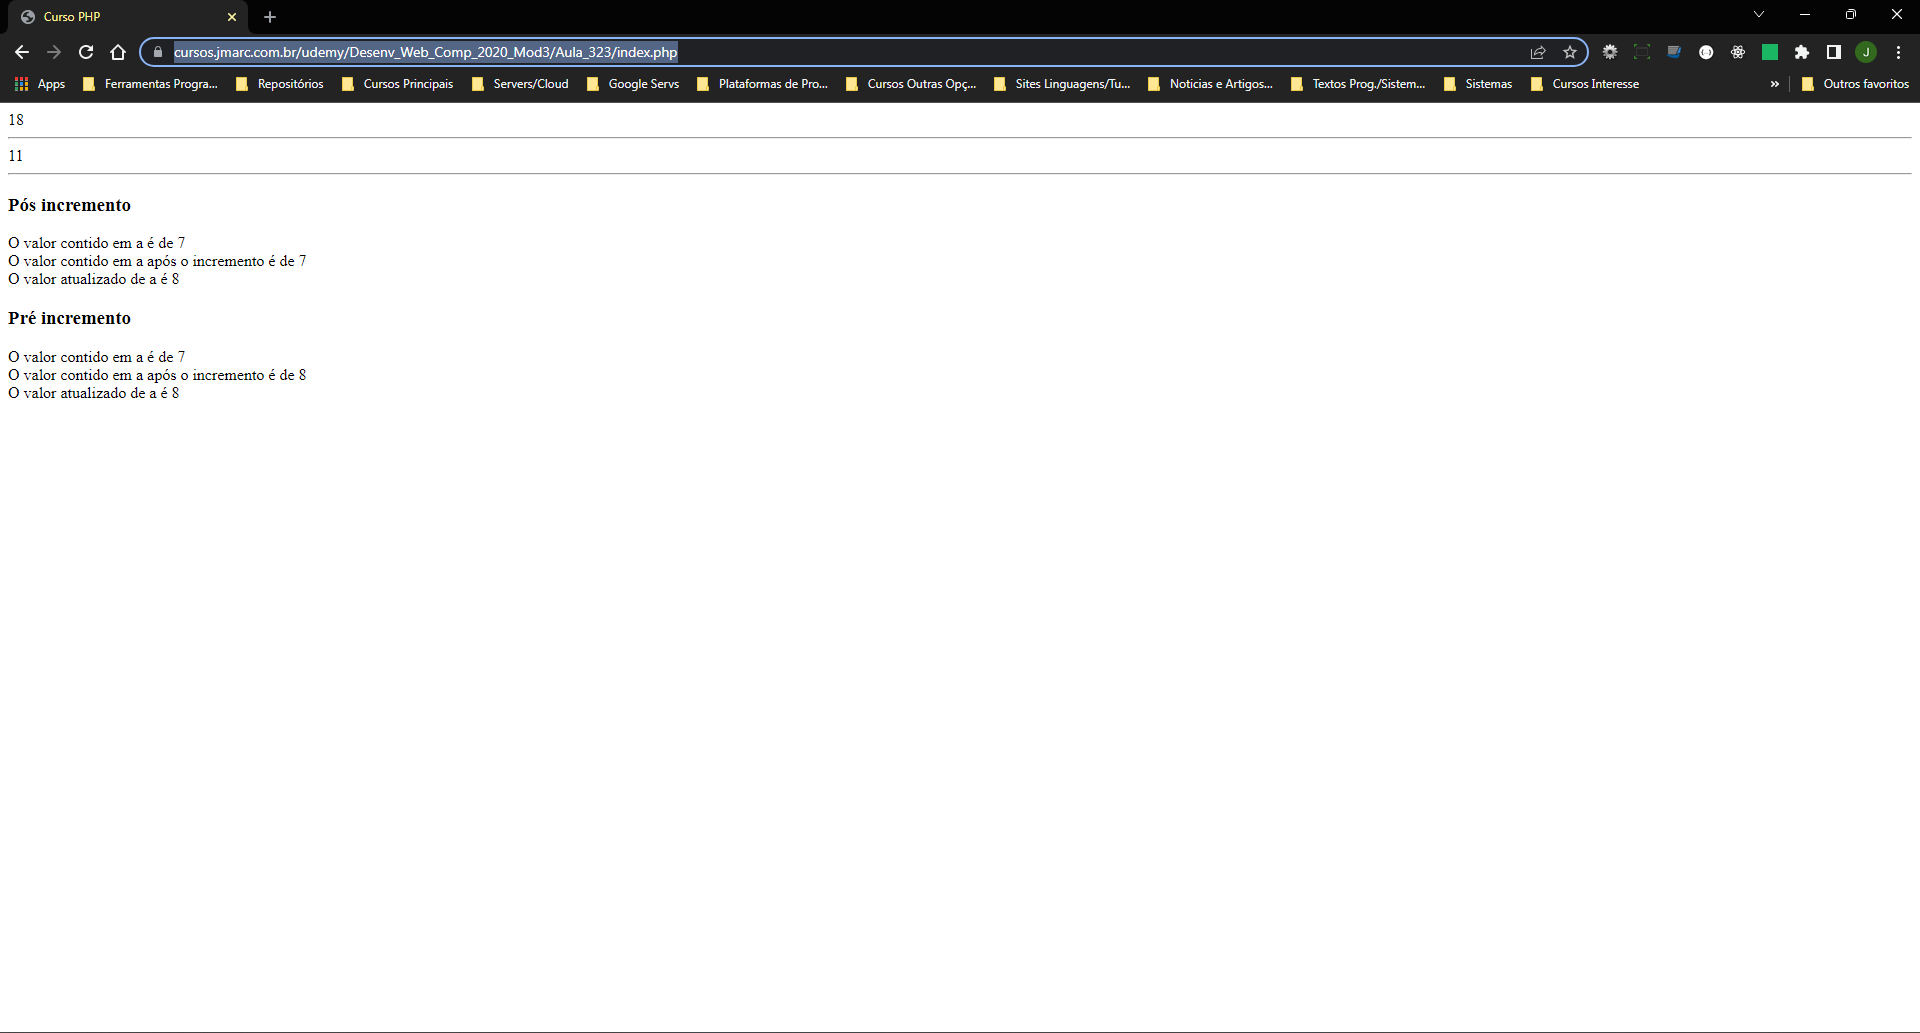 Curso PHP
cursos.jmarc.com.br/udemy/Desenv_Web_Comp_2020_Mod3/Aula_323/index.php
J
Apps Ferramentas Progra... Repositórios Cursos Principais Servers/Cloud Google Servs Plataformas de Pro... Cursos Outras Opç... Sites Linguagens/Tu... Noticias e Artigos... Textos Prog./Sistem... Sistemas Cursos Interesse » Outros favoritos
18
11
Pós incremento
O valor contido em a é de 7
O valor contido em a após o incremento é de 7
O valor atualizado de a é 8
Pré incremento
O valor contido em a é de 7
O valor contido em a após o incremento é de 8
O valor atualizado de a é 8